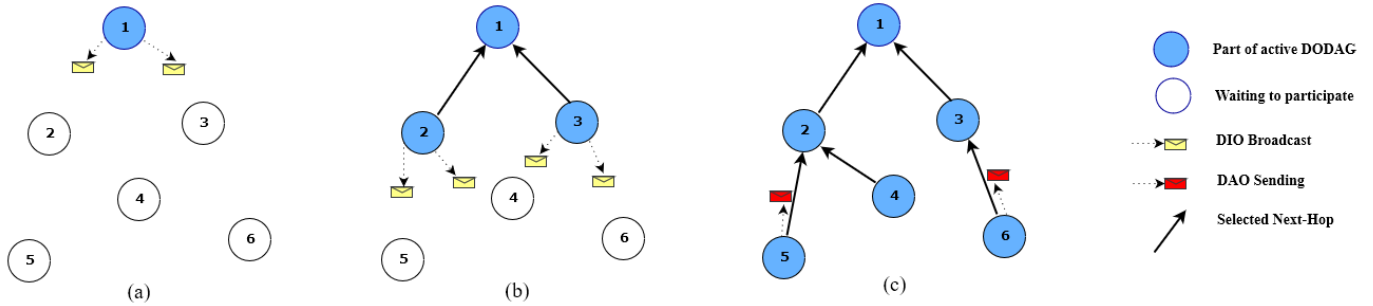 1
2
3
4
5
6
(a)
1
2
3
4
5
6
(b)
1
2
3
4
5
6
(c)
Part of active DODAG
Waiting to participate
DIO Broadcast
DAO Sending
Selected Next-Hop